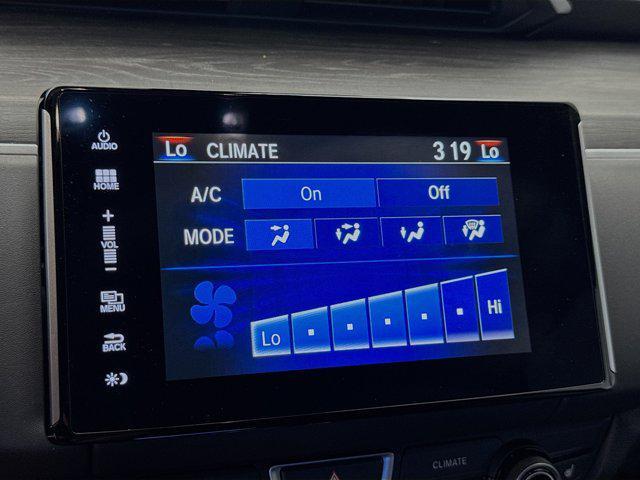 AUDIO
HOME
+
VOL
−
MENU
BACK
Lo CLIMATE 3 19 Lo
A/C On Off
MODE
Lo Hi
CLIMATE